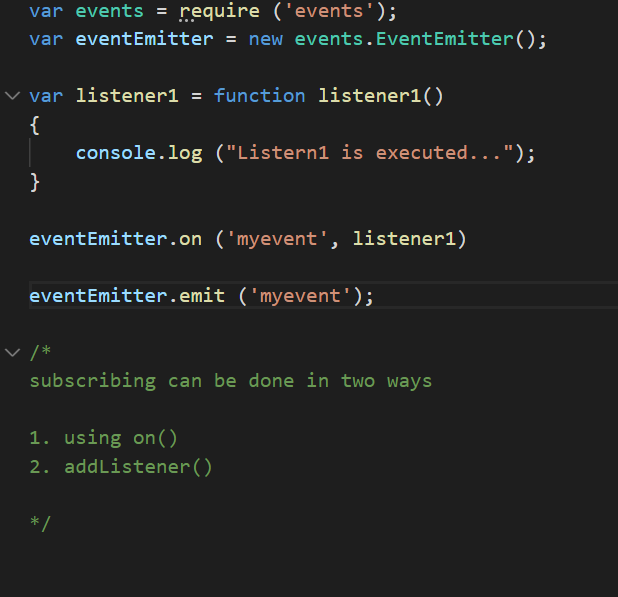 var events = require ('events');
var eventEmitter = new events.EventEmitter();
var listener1 = function listener1()
{
console.log ("Listern1 is executed...");
}
eventEmitter.on ('myevent', listener1)
eventEmitter.emit ('myevent');
/*
subscribing can be done in two ways
1. using on()
2. addListener()
*/